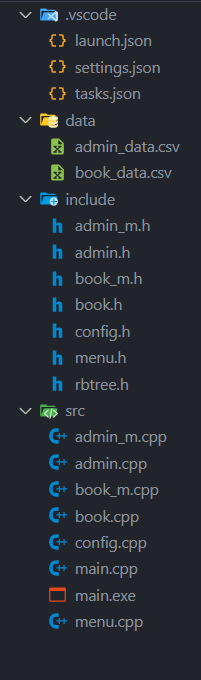 .vscode
launch.json
settings.json
tasks.json
data
admin_data.csv
book_data.csv
include
admin_m.h
admin.h
book_m.h
book.h
config.h
menu.h
rbtree.h
src
admin_m.cpp
admin.cpp
book_m.cpp
book.cpp
config.cpp
main.cpp
main.exe
menu.cpp